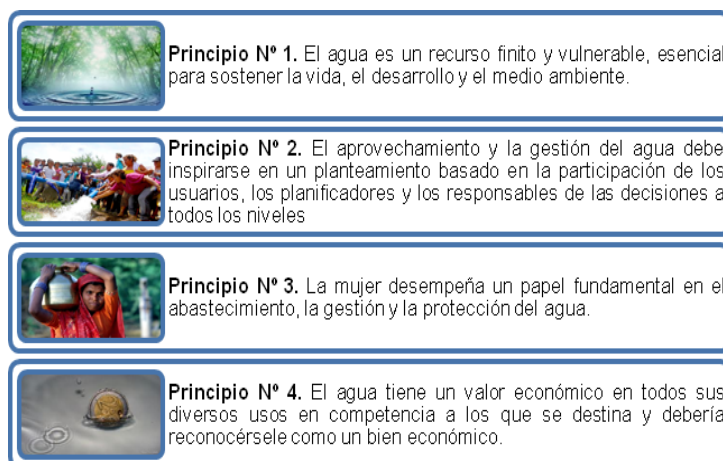 Principio Nº 1. El agua es un recurso finito y vulnerable, esencial
para sostener la vida, el desarrollo y el medio ambiente.
Principio Nº 2. El aprovechamiento y la gestión del agua debe
inspirarse en un planteamiento basado en la participación de los
usuarios, los planificadores y los responsables de las decisiones a
todos los niveles
Principio Nº 3. La mujer desempeña un papel fundamental en el
abastecimiento, la gestión y la protección del agua.
Principio Nº 4. El agua tiene un valor económico en todos sus
diversos usos en competencia a los que se destina y debería
reconocérsele como un bien económico.